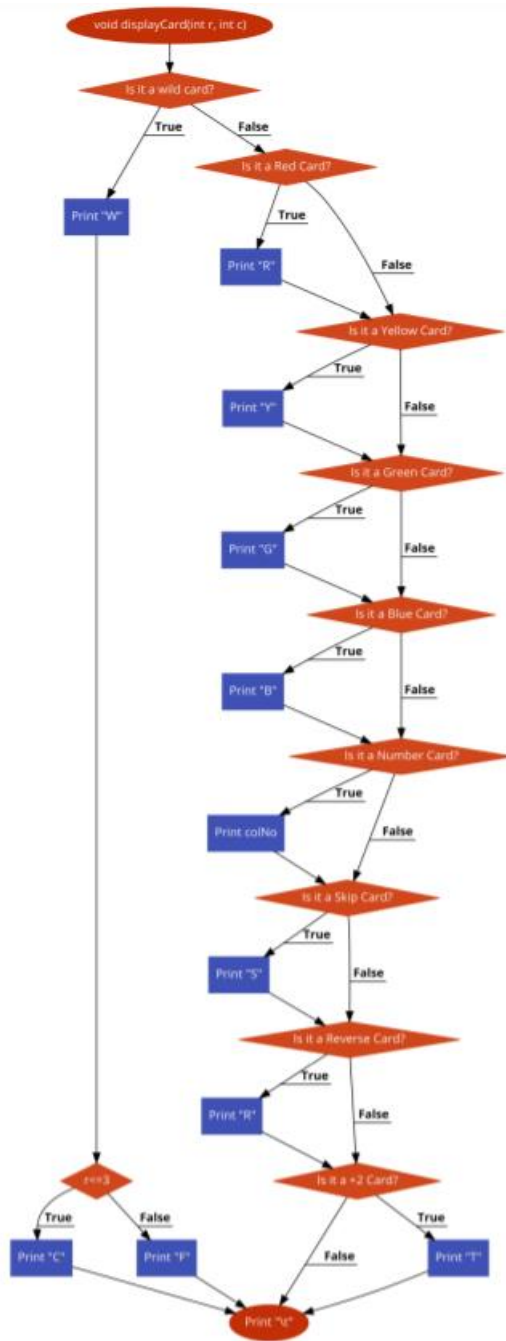 void displayCard(int r, int c)
Is it a wild card?
True
False
Is it a Red Card?
Print "W"
True
Print "R"
False
Is it a Yellow Card?
True
Print "Y"
False
Is it a Green Card?
True
Print "G"
False
Is it a Blue Card?
True
Print "B"
False
Is it a Number Card?
True
Print colNo
False
Is it a Skip Card?
True
Print "S"
False
Is it a Reverse Card?
True
Print "R"
False
r<=3
Is it a +2 Card?
True
False
True
Print "C"
Print "F"
False
Print "T"
Print "\t"